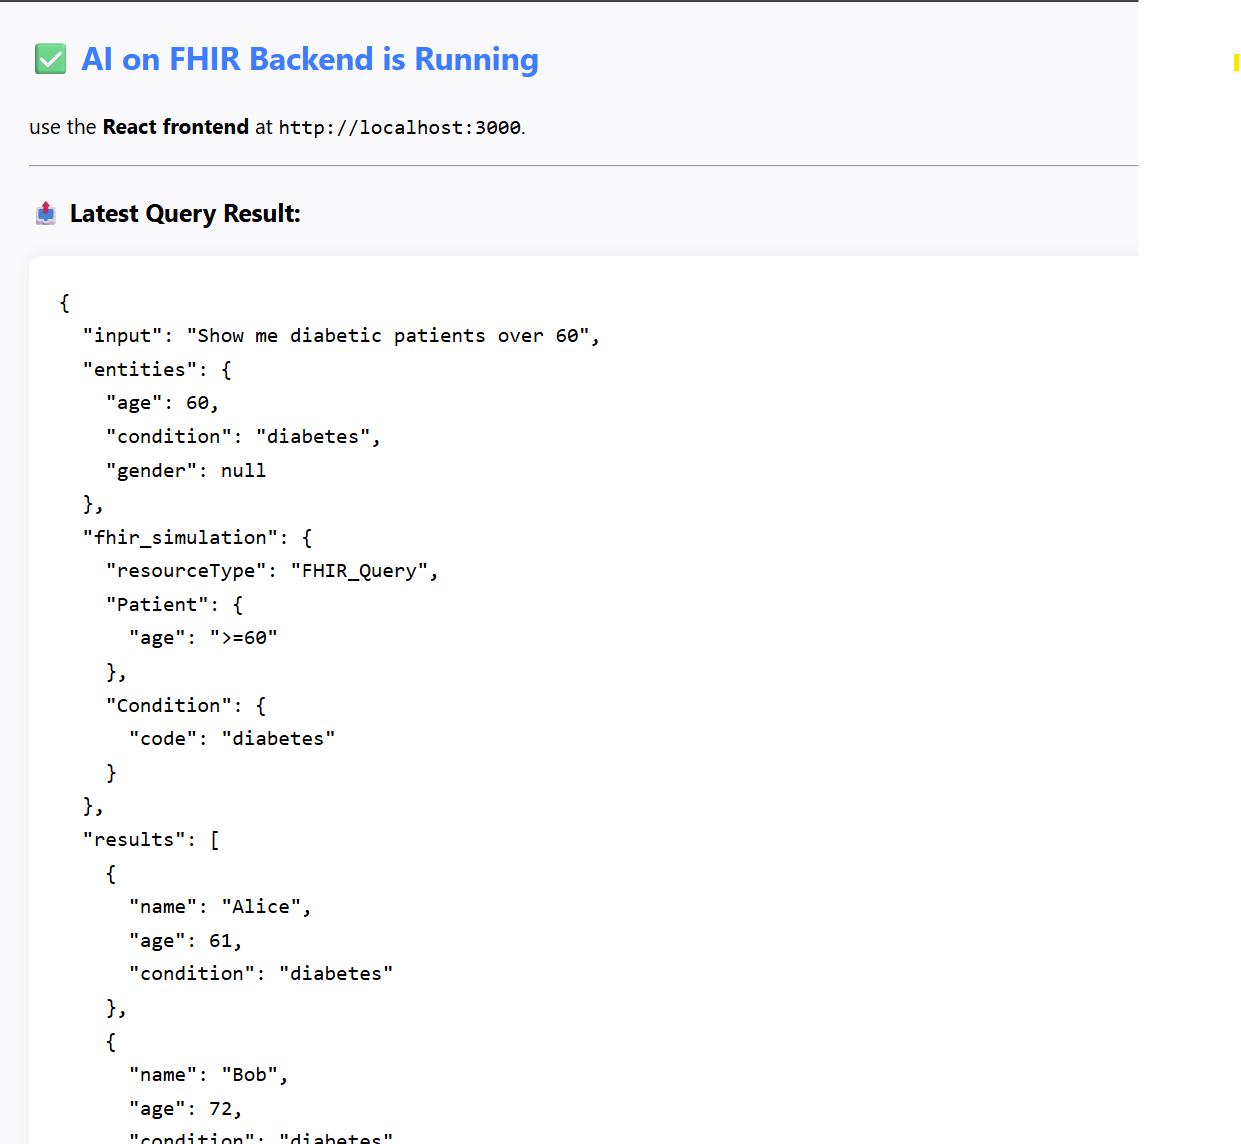 ✅ AI on FHIR Backend is Running
use the React frontend at http://localhost:3000.
📤 Latest Query Result:
{
  "input": "Show me diabetic patients over 60",
  "entities": {
    "age": 60,
    "condition": "diabetes",
    "gender": null
  },
  "fhir_simulation": {
    "resourceType": "FHIR_Query",
    "Patient": {
      "age": ">=60"
    },
    "Condition": {
      "code": "diabetes"
    }
  },
  "results": [
    {
      "name": "Alice",
      "age": 61,
      "condition": "diabetes"
    },
    {
      "name": "Bob",
      "age": 72,
      "condition": "diabetes"